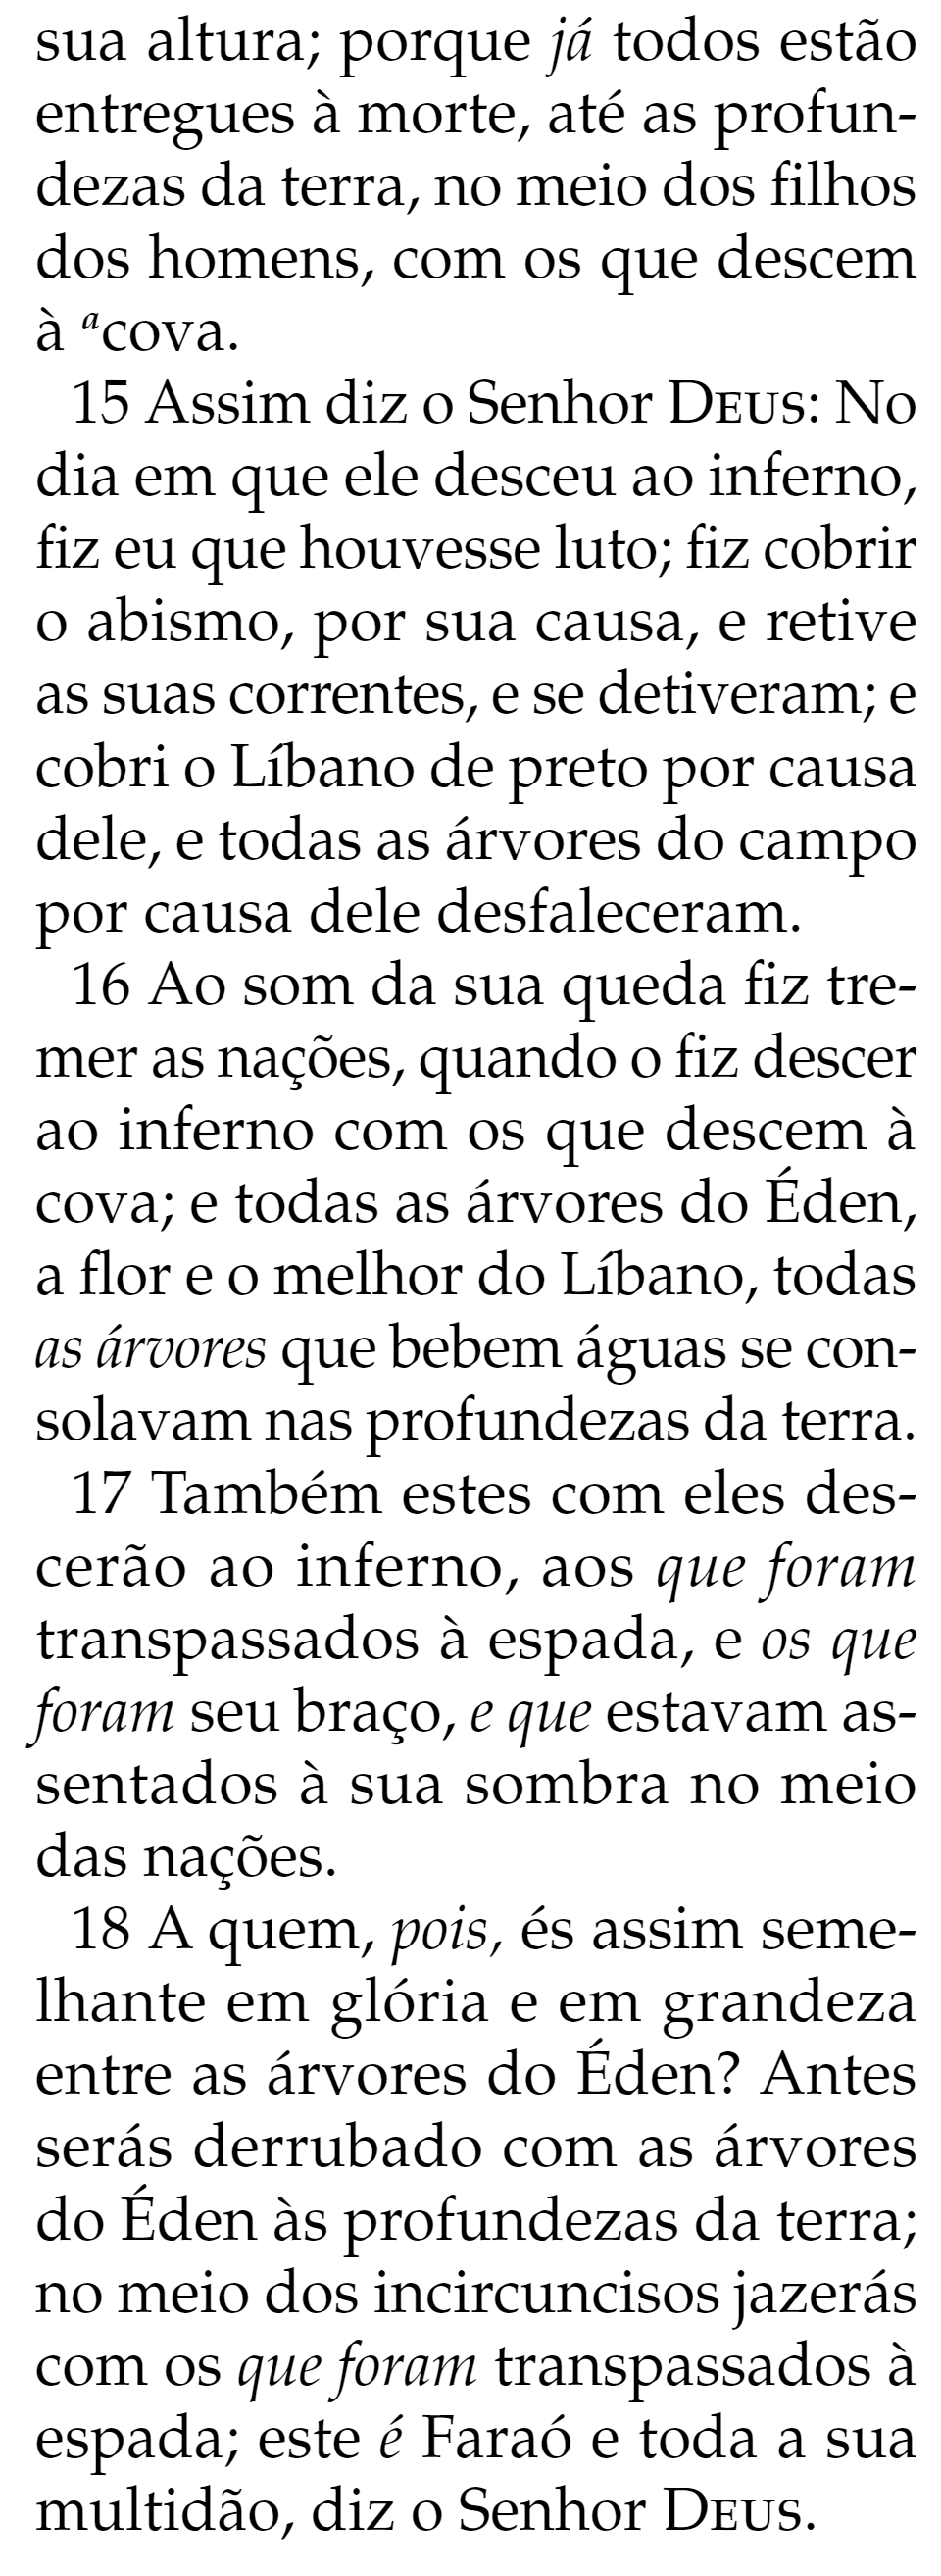 sua altura; porque já todos estão
entregues à morte, até as profun-
dezas da terra, no meio dos filhos
dos homens, com os que descem
à ᵃcova.
15 Assim diz o Senhor Deus: No
dia em que ele desceu ao inferno,
fiz eu que houvesse luto; fiz cobrir
o abismo, por sua causa, e retive
as suas correntes, e se detiveram; e
cobri o Líbano de preto por causa
dele, e todas as árvores do campo
por causa dele desfaleceram.
16 Ao som da sua queda fiz tre-
mer as nações, quando o fiz descer
ao inferno com os que descem à
cova; e todas as árvores do Éden,
a flor e o melhor do Líbano, todas
as árvores que bebem águas se con-
solavam nas profundezas da terra.
17 Também estes com eles des-
cerão ao inferno, aos que foram
transpassados à espada, e os que
foram seu braço, e que estavam as-
sentados à sua sombra no meio
das nações.
18 A quem, pois, és assim seme-
lhante em glória e em grandeza
entre as árvores do Éden? Antes
serás derrubado com as árvores
do Éden às profundezas da terra;
no meio dos incircuncisos jazerás
com os que foram transpassados à
espada; este é Faraó e toda a sua
multidão, diz o Senhor Deus.